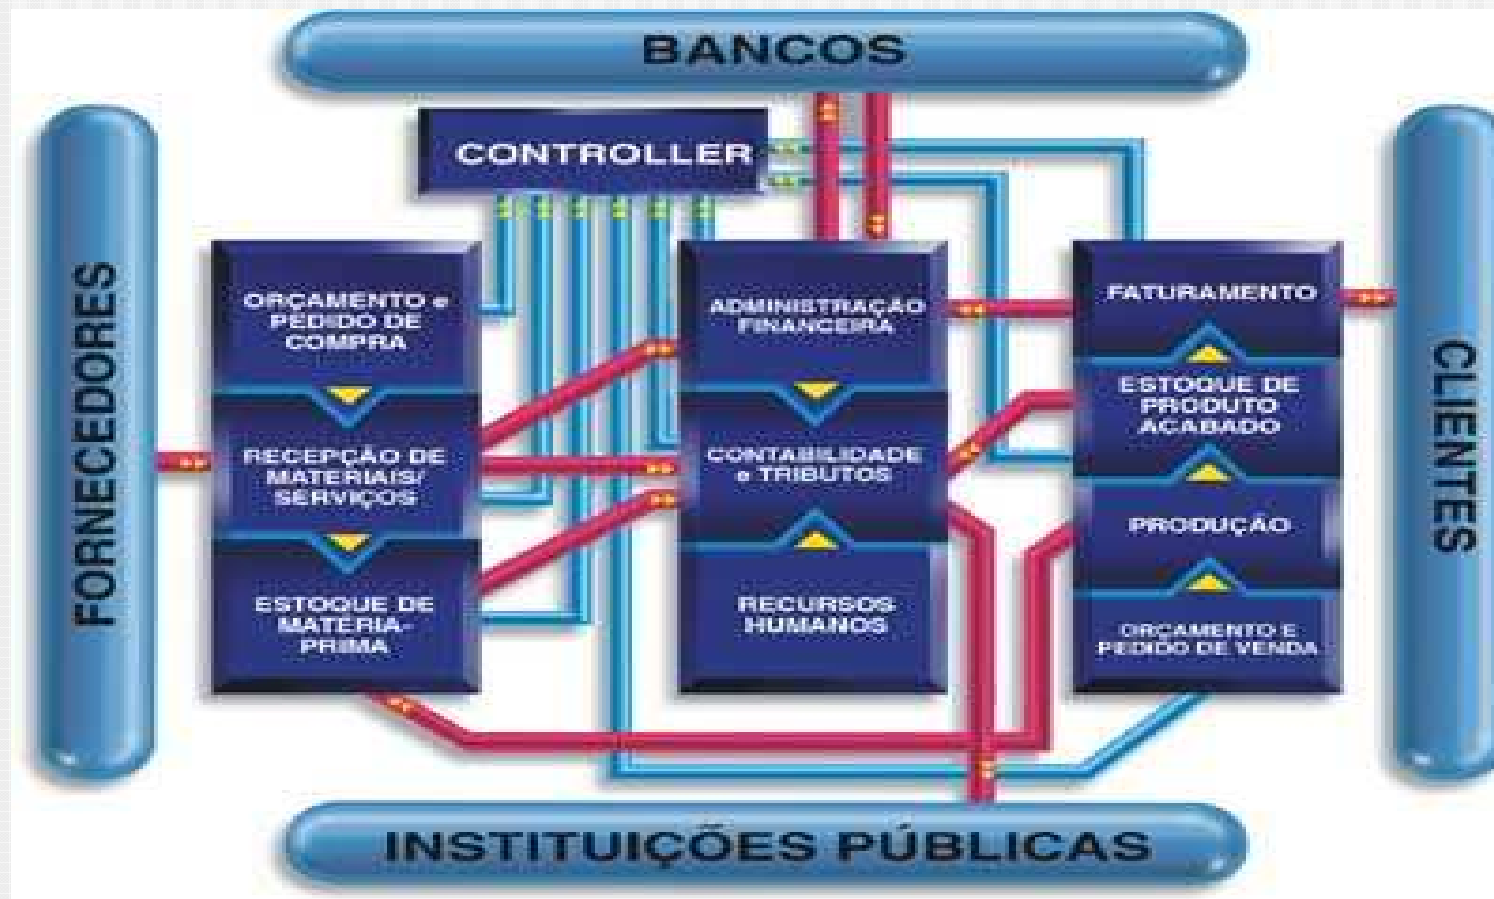 BANCOS
CONTROLLER
FORNECEDORES
ORÇAMENTO e
PEDIDO DE
COMPRA
RECEPÇÃO DE
MATERIAIS/
SERVIÇOS
ESTOQUE DE
MATÉRIA-
PRIMA
ADMINISTRAÇÃO
FINANCEIRA
CONTABILIDADE
e TRIBUTOS
RECURSOS
HUMANOS
FATURAMENTO
ESTOQUE DE
PRODUTO
ACABADO
PRODUÇÃO
ORÇAMENTO E
PEDIDO DE VENDA
CLIENTES
INSTITUIÇÕES PÚBLICAS